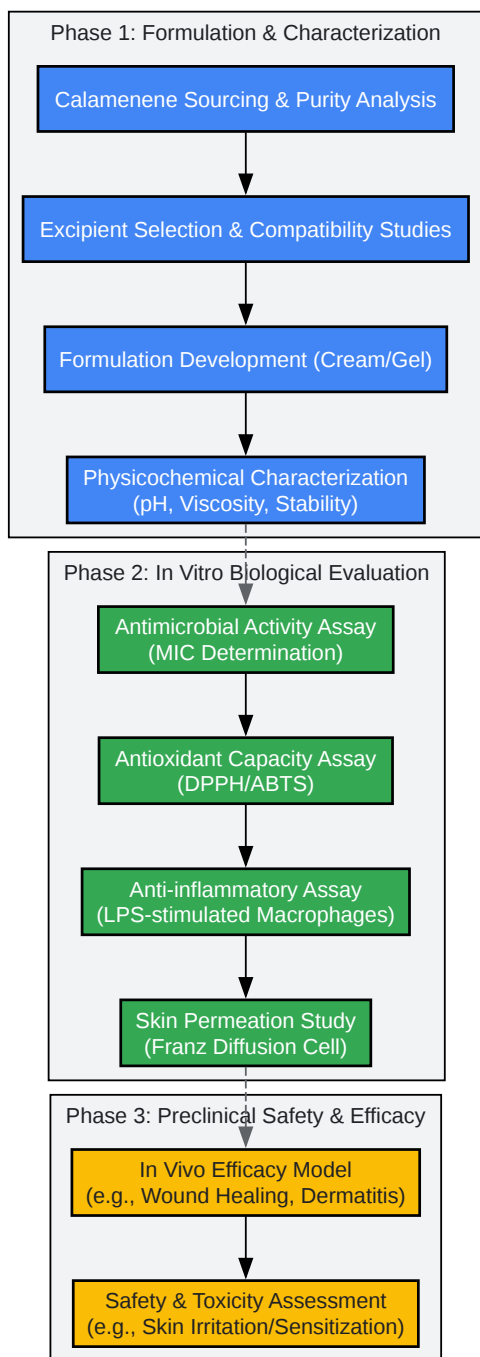 Phase 1: Formulation & Characterization
Calamenene Sourcing & Purity Analysis
Excipient Selection & Compatibility Studies
Formulation Development (Cream/Gel)
Physicochemical Characterization
(pH, Viscosity, Stability)
Phase 2: In Vitro Biological Evaluation
Antimicrobial Activity Assay
(MIC Determination)
Antioxidant Capacity Assay
(DPPH/ABTS)
Anti-inflammatory Assay
(LPS-stimulated Macrophages)
Skin Permeation Study
(Franz Diffusion Cell)
Phase 3: Preclinical Safety & Efficacy
In Vivo Efficacy Model
(e.g., Wound Healing, Dermatitis)
Safety & Toxicity Assessment
(e.g., Skin Irritation/Sensitization)